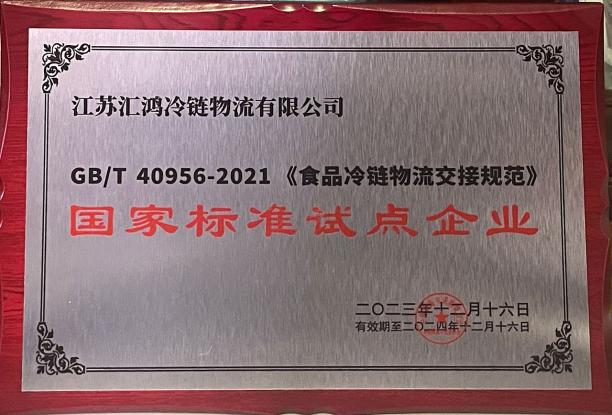 江苏汇鸿冷链物流有限公司
GB/T 40956-2021《食品冷链物流交接规范》
国家标准试点企业
二〇二三年十二月十六日
有效期至二〇二四年十二月十六日